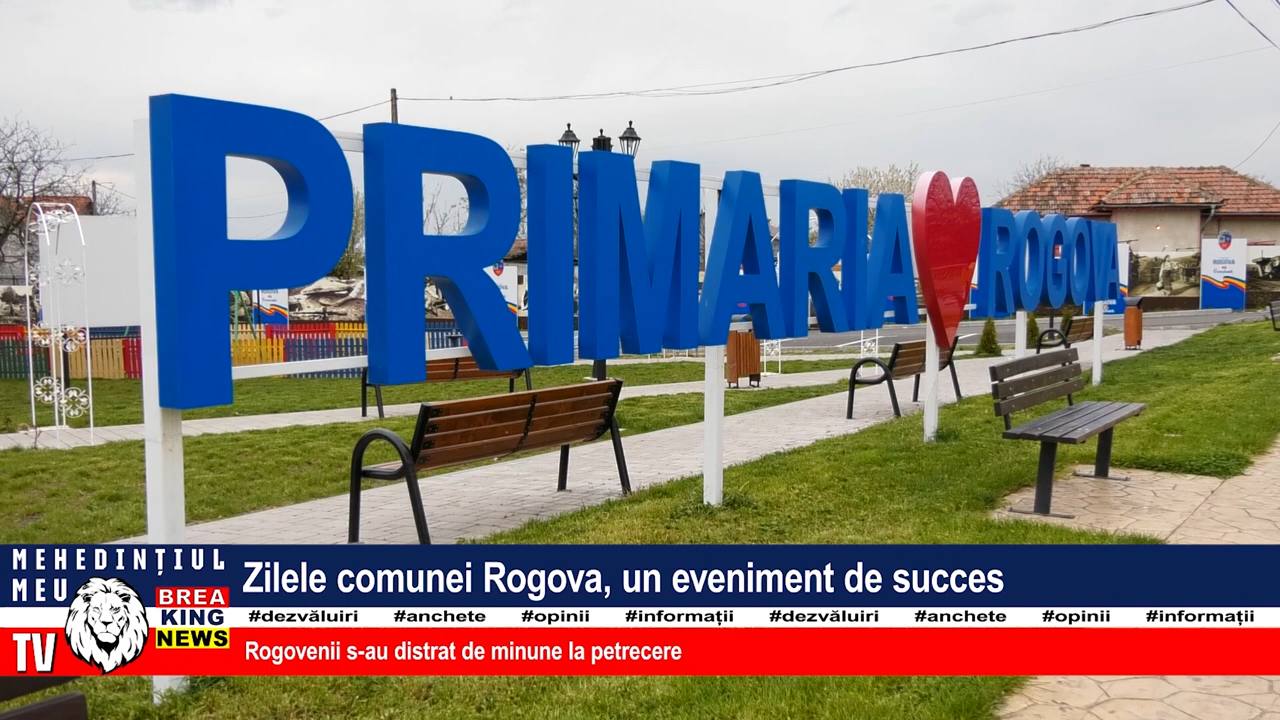 PRIMARIA ROGOVA
ROGOVA
MEHEDINȚIUL
MEU
TV
BREA
KING
NEWS
Zilele comunei Rogova, un eveniment de succes
#dezvăluiri #anchete #opinii #informații #dezvăluiri #anchete #opinii #informații
Rogovenii s-au distrat de minune la petrecere